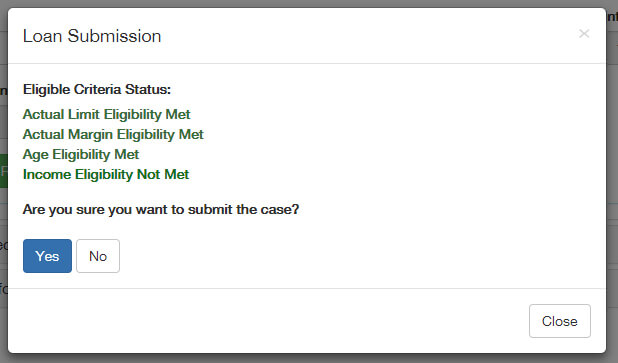 Loan Submission
×
Eligible Criteria Status:
Actual Limit Eligibility Met
Actual Margin Eligibility Met
Age Eligibility Met
Income Eligibility Not Met
Are you sure you want to submit the case?
Yes No
Close